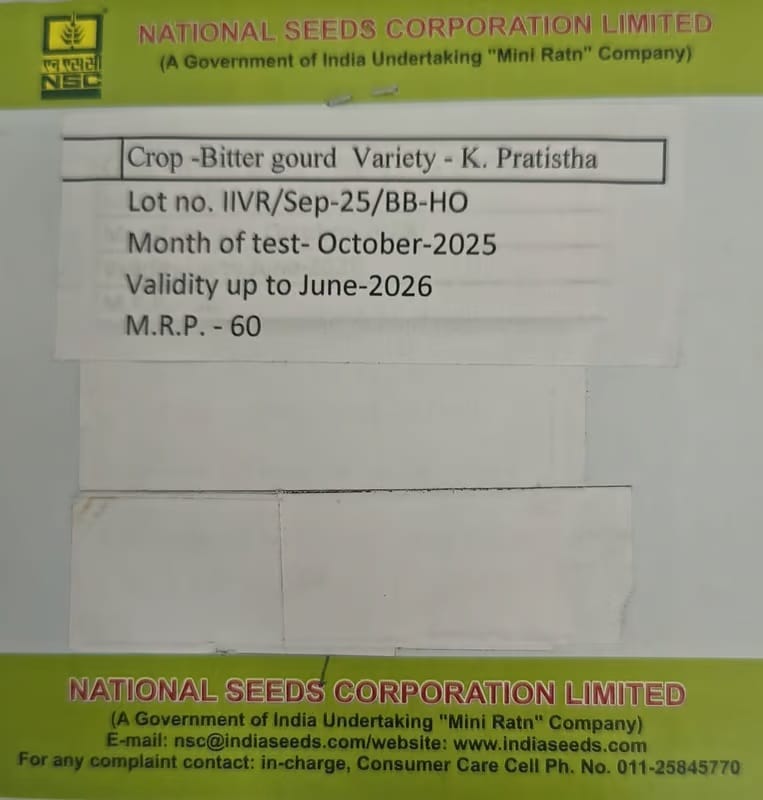 NATIONAL SEEDS CORPORATION LIMITED
(A Government of India Undertaking "Mini Ratn" Company)
एन एस सी
NSC
Crop -Bitter gourd Variety - K. Pratistha
Lot no. IIVR/Sep-25/BB-HO
Month of test- October-2025
Validity up to June-2026
M.R.P. - 60
NATIONAL SEEDS CORPORATION LIMITED
(A Government of India Undertaking "Mini Ratn" Company)
E-mail: nsc@indiaseeds.com/website: www.indiaseeds.com
For any complaint contact: in-charge, Consumer Care Cell Ph. No. 011-25845770